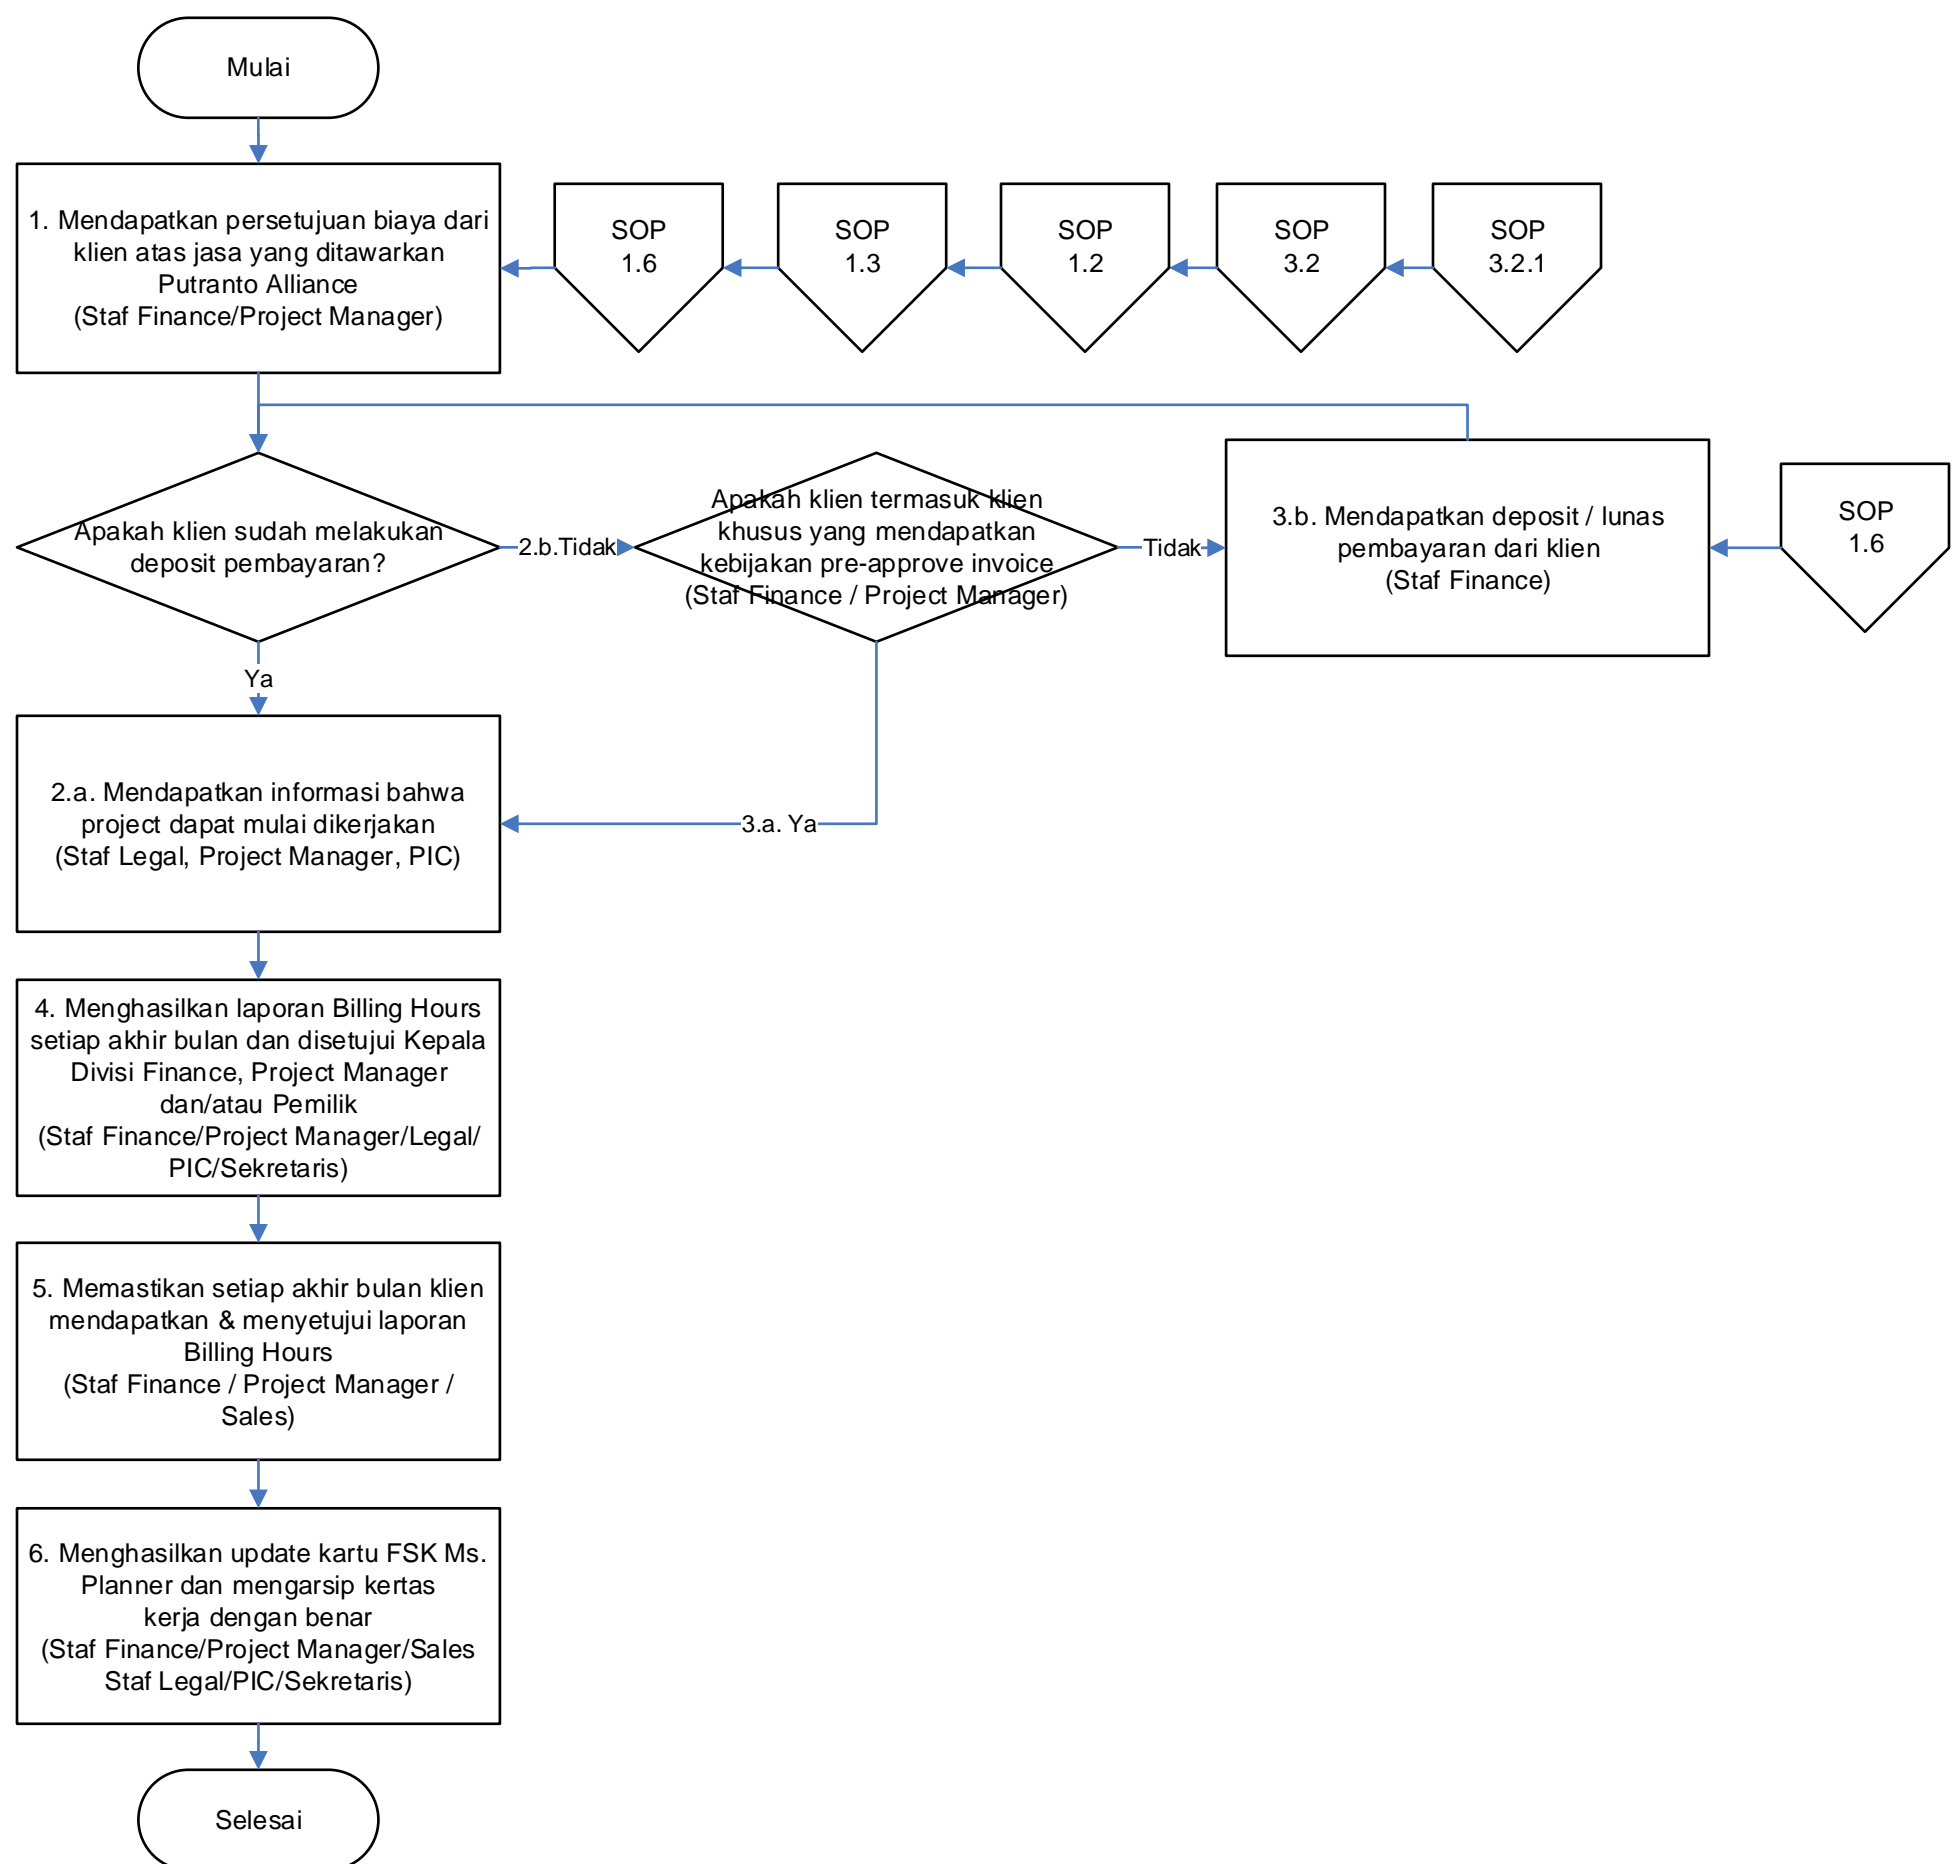 Mulai
1. Mendapatkan persetujuan biaya dari
klien atas jasa yang ditawarkan
Putranto Alliance
(Staf Finance/Project Manager)
SOP
1.6
SOP
1.3
SOP
1.2
SOP
3.2
SOP
3.2.1
Apakah klien sudah melakukan
deposit pembayaran?
2.b.Tidak
Apakah klien termasuk klien
khusus yang mendapatkan
kebijakan pre-approve invoice
(Staf Finance / Project Manager)
Tidak
3.b. Mendapatkan deposit / lunas
pembayaran dari klien
(Staf Finance)
SOP
1.6
Ya
2.a. Mendapatkan informasi bahwa
project dapat mulai dikerjakan
(Staf Legal, Project Manager, PIC)
3.a. Ya
4. Menghasilkan laporan Billing Hours
setiap akhir bulan dan disetujui Kepala
Divisi Finance, Project Manager
dan/atau Pemilik
(Staf Finance/Project Manager/Legal/
PIC/Sekretaris)
5. Memastikan setiap akhir bulan klien
mendapatkan & menyetujui laporan
Billing Hours
(Staf Finance / Project Manager /
Sales)
6. Menghasilkan update kartu FSK Ms.
Planner dan mengarsip kertas
kerja dengan benar
(Staf Finance/Project Manager/Sales
Staf Legal/PIC/Sekretaris)
Selesai